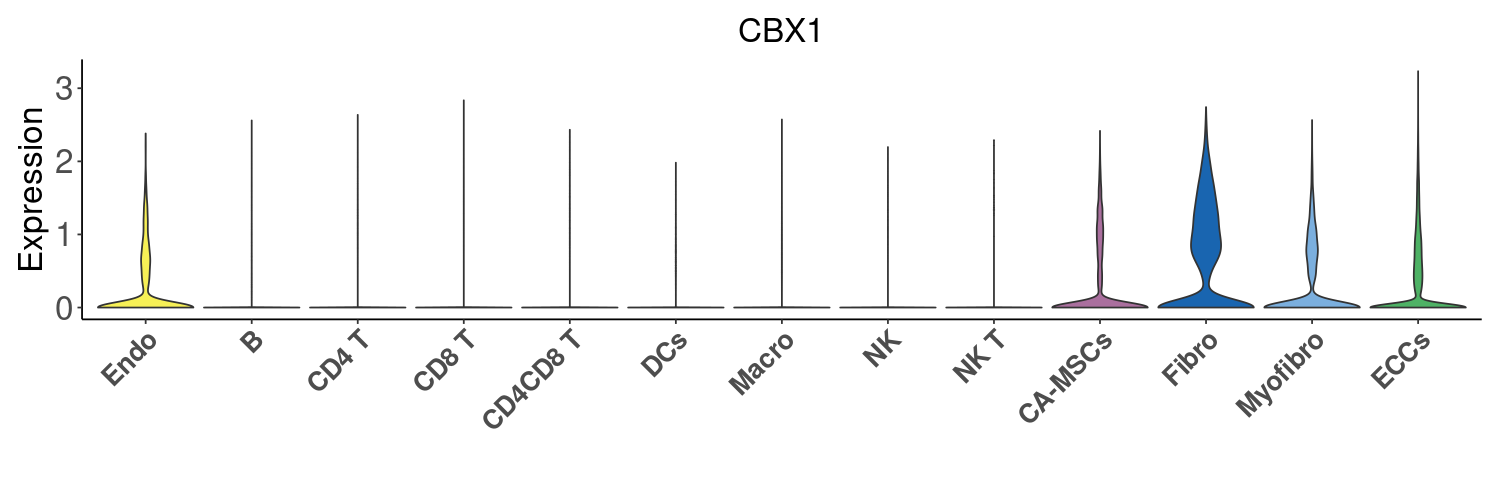 CBX1
Expression
3
2
1
0
Endo
B
CD4 T
CD8 T
CD4CD8 T
DCs
Macro
NK
NK T
CA-MSCs
Fibro
Myofibro
ECCs